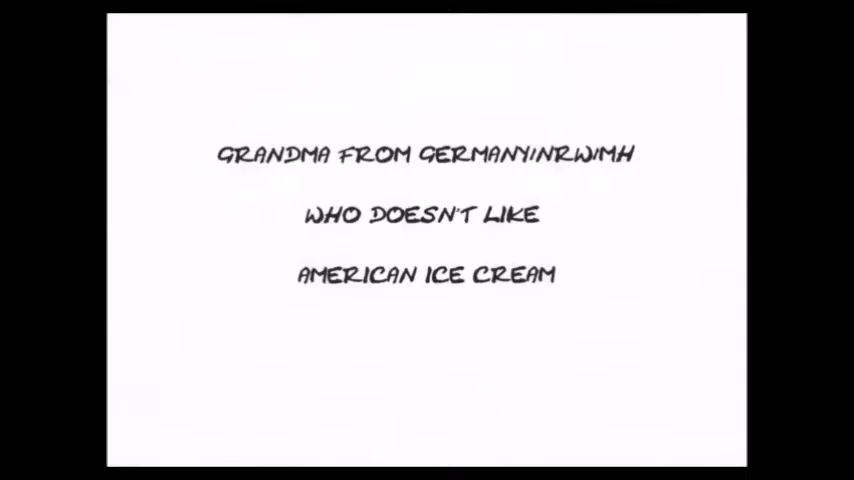 GRANDMA FROM GERMANYINRWIMH
WHO DOESN'T LIKE
AMERICAN ICE CREAM